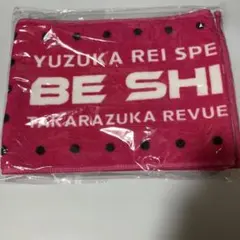 YUZUKA REI SPE
BE SHI
TAKARAZUKA REVUE